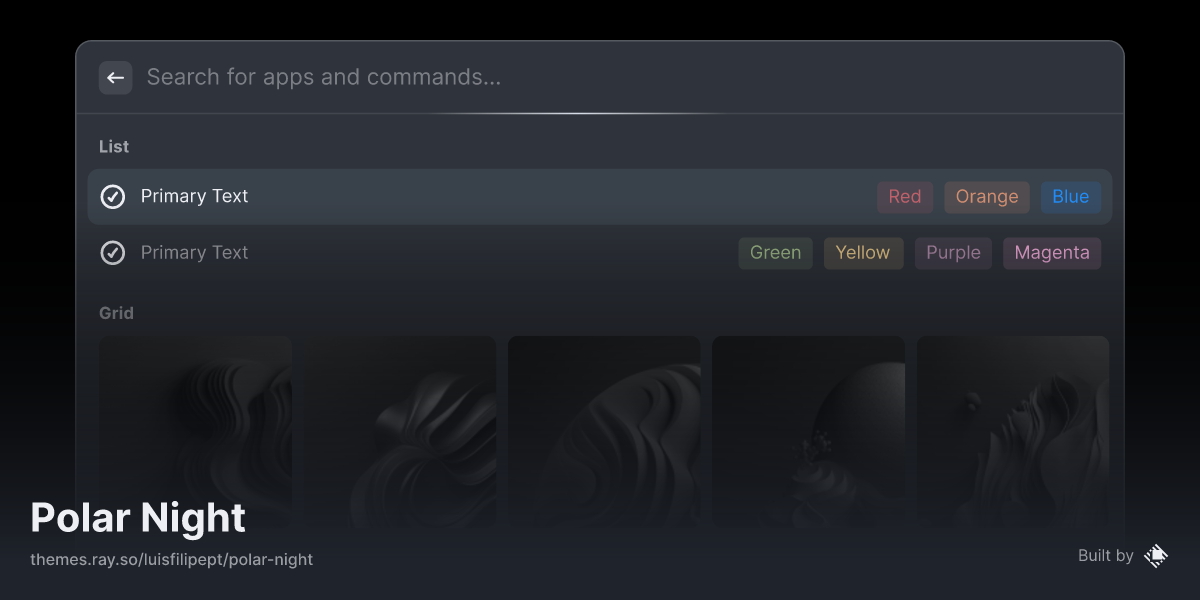 Search for apps and commands...
List
Primary Text Red Orange Blue
Primary Text Green Yellow Purple Magenta
Grid
Polar Night
themes.ray.so/luisfilipept/polar-night
Built by